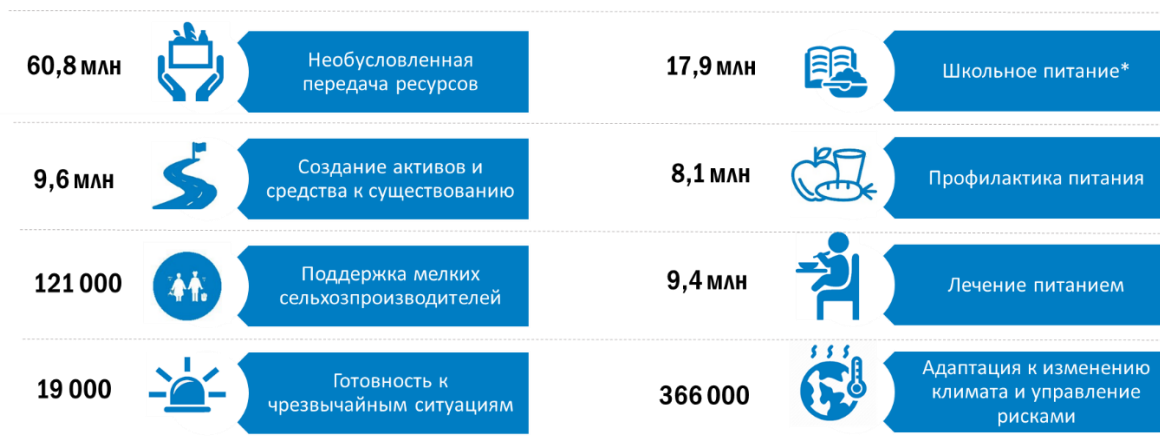 60,8 млн
Необусловленная
передача ресурсов
17,9 млн
Школьное питание*
9,6 млн
Создание активов и
средства к существованию
8,1 млн
Профилактика питания
121 000
Поддержка мелких
сельхозпроизводителей
9,4 млн
Лечение питанием
19 000
Готовность к
чрезвычайным ситуациям
366 000
Адаптация к изменению
климата и управление
рисками